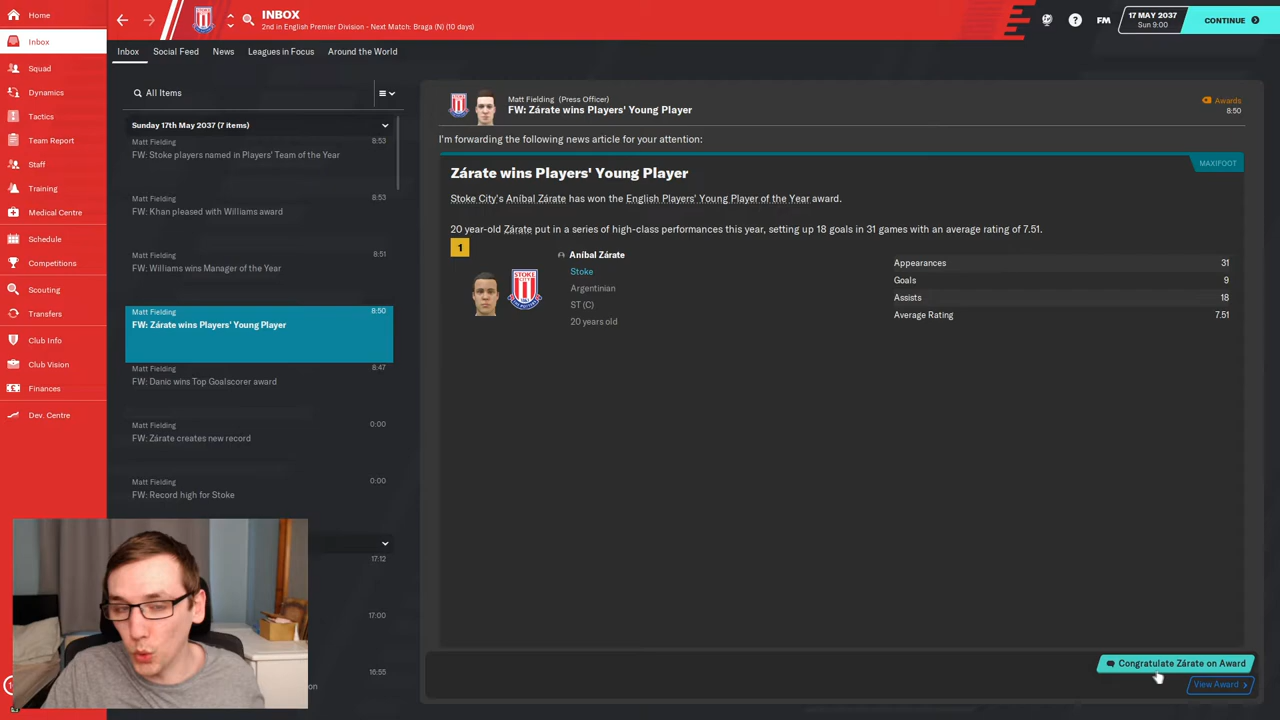 Home
Inbox
Squad
Dynamics
Tactics
Team Report
Staff
Training
Medical Centre
Schedule
Competitions
Scouting
Transfers
Club Info
Club Vision
Finances
Dev. Centre
INBOX
2nd in English Premier Division - Next Match: Braga (N) (10 days)
?
FM
17 MAY 2037
Sun 9:00
CONTINUE
Inbox
Social Feed
News
Leagues in Focus
Around the World
All Items
Sunday 17th May 2037 (7 items)
Matt Fielding 8:53
FW: Stoke players named in Players' Team of the Year
Matt Fielding 8:53
FW: Khan pleased with Williams award
Matt Fielding 8:51
FW: Williams wins Manager of the Year
Matt Fielding 8:50
FW: Zárate wins Players' Young Player
Matt Fielding 8:47
FW: Danic wins Top Goalscorer award
Matt Fielding 0:00
FW: Zárate creates new record
Matt Fielding 0:00
FW: Record high for Stoke
17:12
17:00
16:55
Matt Fielding (Press Officer)
FW: Zárate wins Players' Young Player
Awards
8:50
I'm forwarding the following news article for your attention:
MAXIFOOT
Zárate wins Players' Young Player
Stoke City's Aníbal Zárate has won the English Players' Young Player of the Year award.
20 year-old Zárate put in a series of high-class performances this year, setting up 18 goals in 31 games with an average rating of 7.51.
1
STOKE CITY
Aníbal Zárate
Stoke
Argentinian
ST (C)
20 years old
Appearances 31
Goals 9
Assists 18
Average Rating 7.51
Congratulate Zárate on Award
View Award